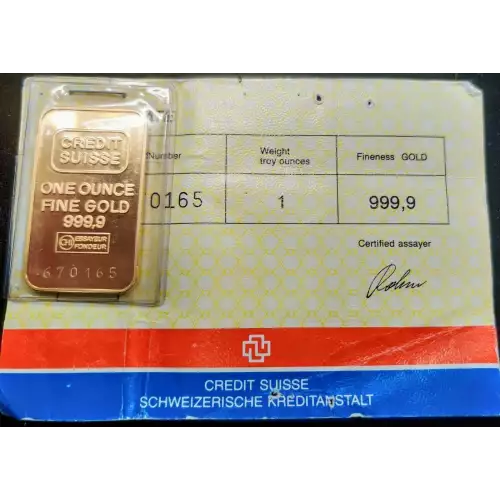 CREDIT
SUISSE
ONE OUNCE
FINE GOLD
999,9
CHI ESSAYEUR
FONDEUR
670165
Number
Weight
troy ounces
Fineness GOLD
0165
1
999,9
Certified assayer
CREDIT SUISSE
SCHWEIZERISCHE KREDITANSTALT